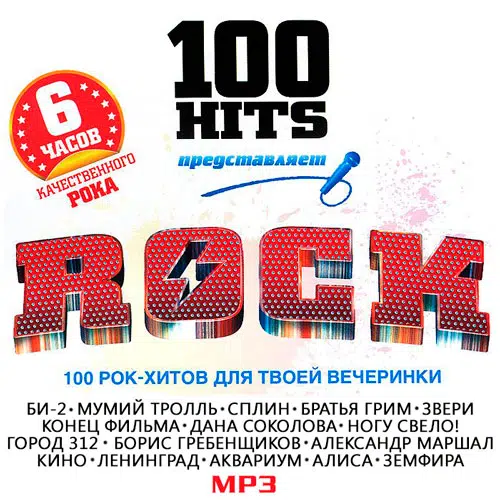 100
HITS
представляет
6
ЧАСОВ
КАЧЕСТВЕННОГО
РОКА
ROCK
100 РОК-ХИТОВ ДЛЯ ТВОЕЙ ВЕЧЕРИНКИ
БИ-2•МУМИЙ ТРОЛЛЬ•СПЛИН•БРАТЬЯ ГРИМ•ЗВЕРИ
КОНЕЦ ФИЛЬМА•ДАНА СОКОЛОВА•НОГУ СВЕЛО!
ГОРОД 312•БОРИС ГРЕБЕНЩИКОВ•АЛЕКСАНДР МАРШАЛ
КИНО•ЛЕНИНГРАД•АКВАРИУМ•АЛИСА•ЗЕМФИРА
MP3